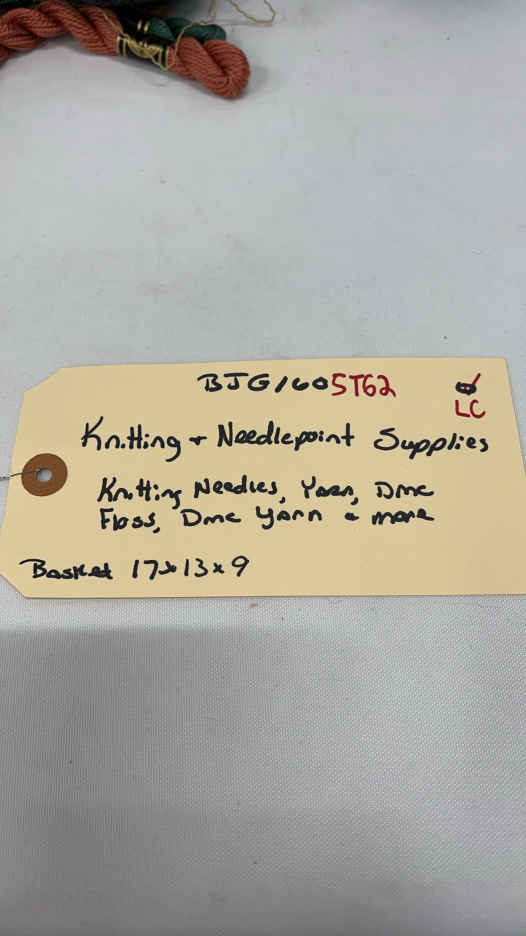 BJG1605T62
LC
Knitting + Needlepoint Supplies
Knitting Needles, Yarn, Dmc
Floss, Dmc Yarn & more
Basket 17x13x9